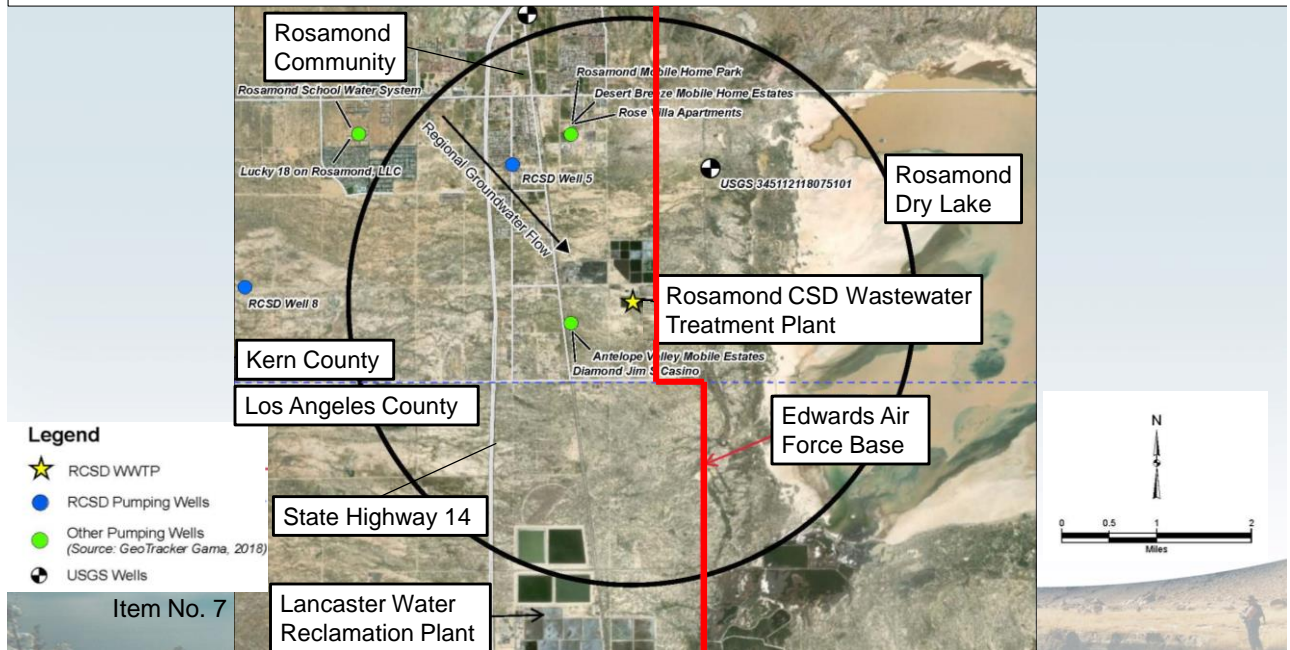 Rosamond
Community
Rosamond Mobile Home Park
Rosamond School Water System
Desert Breeze Mobile Home Estates
Rose Villa Apartments
Regional Groundwater Flow
Lucky 18 on Rosamond, LLC
RCSD Well 5
USGS 345112118075101
Rosamond
Dry Lake
RCSD Well 8
Rosamond CSD Wastewater
Treatment Plant
Antelope Valley Mobile Estates
Diamond Jim S Casino
Kern County
Los Angeles County
Edwards Air
Force Base
State Highway 14
Lancaster Water
Reclamation Plant
Legend
RCSD WWTP
RCSD Pumping Wells
Other Pumping Wells
(Source: GeoTracker Gama, 2018)
USGS Wells
Item No. 7
N
0 0.5 1 2
Miles